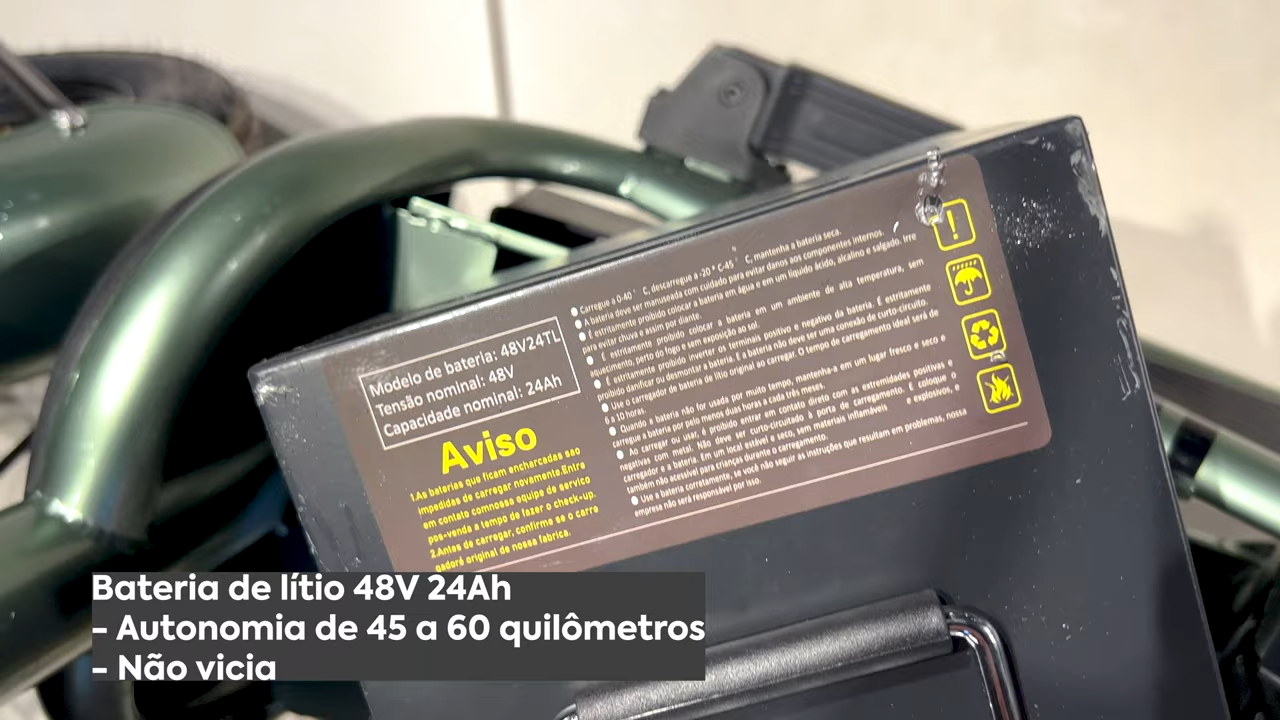 Modelo de bateria: 48V24TL
Tensão nominal: 48V
Capacidade nominal: 24Ah
Aviso
1.As baterias que ficam encharcadas sao
impedidas de carregar novamento.Entre
em contato comnosso equipe de servico
pos-venda a tempo de fazer o check-up.
2.Antes de carregar, confirme se o carre
gadoré original de nossa fabrica.
Carregue a 0-40° C, descarregue a -20 ° C-45° C, mantenha a bateria seca.
A bateria deve ser manuseada com cuidado para evitar danos aos componentes internos.
É estritamente proibido colocar a bateria em água e em um líquido ácido, alcalino e salgado. Irre
para evitar chuva e assim por diante.
É estritamente proibido colocar a bateria em um ambiente de alta temperatura, sem
aquecimento, perto do fogo e sem exposição ao sol.
É estritamente proibido inverter os terminais positivo e negativo da bateria. É estritamente
proibido danificar ou desmontar a bateria. E a bateria não deve ser uma conexão de curto-circuito.
Use o carregador de bateria de lítio original ao carregar. O tempo de carregamento ideal será de
à 10 horas.
Quando a bateria não for usada por muito tempo, mantenha-a em um lugar fresco e seco e
carregue a bateria por pelo menos duas horas a cada três meses.
Ao carregar ou usar, é proibido entrar em contato direto com as extremidades positivas e
negativas com metal. Não deve ser curto-circuitado à porta de carregamento. E coloque o
carregador e a bateria. Em um local estável e seco, sem materiais inflamáveis e explosivos, e
também não acessível para crianças durante o carregamento.
Use a bateria corretamente, se você não seguir as instruções que resultam em problemas, nossa
empresa não será responsável por isso.
Bateria de lítio 48V 24Ah
- Autonomia de 45 a 60 quilômetros
- Não vicia